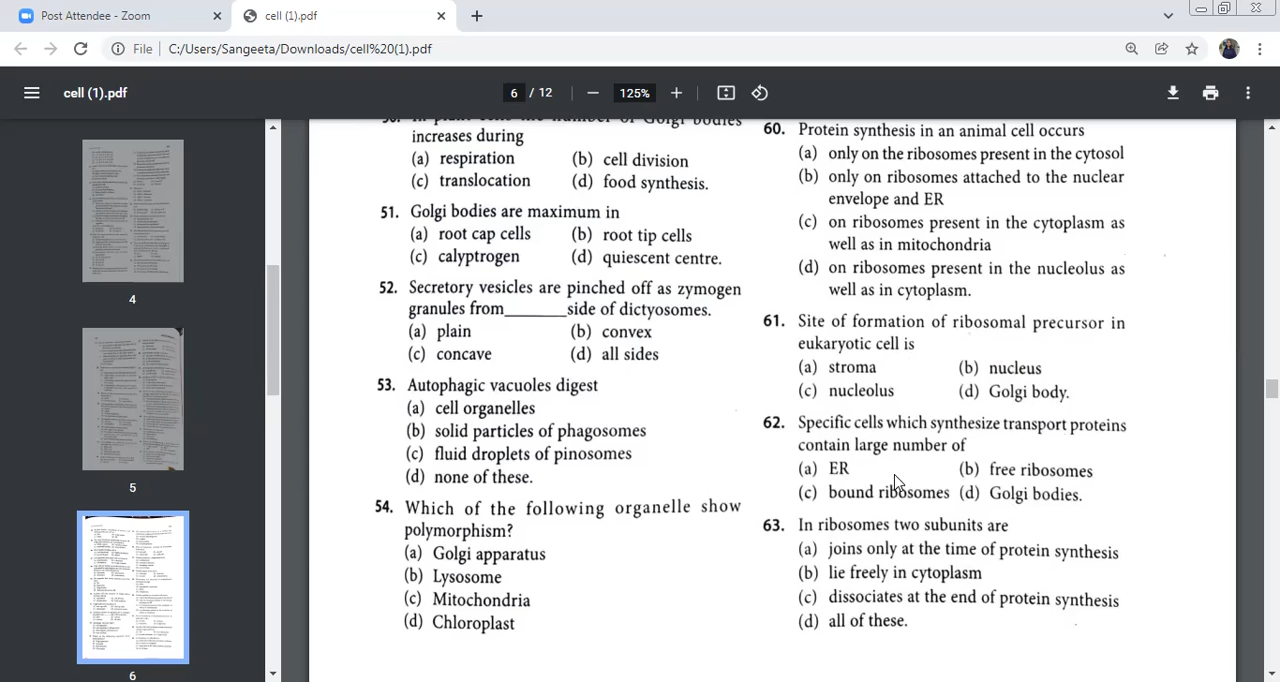 Post Attendee - Zoom
cell (1).pdf
File
C:/Users/Sangeeta/Downloads/cell%20(1).pdf
cell (1).pdf
6 / 12
125%
4
5
6
increases during
(a) respiration (b) cell division
(c) translocation (d) food synthesis.
51. Golgi bodies minimum in
(a) root cap cells (b) root tip cells
(c) calyptrogen (d) quiescent centre.
52. Secretory vesicles are pinched off as zymogen
granules from_______side of dictyosomes.
(a) plain (b) convex
(c) concave (d) all sides
53. Autophagic vacuoles digest
(a) cell organelles
(b) solid particles of phagosomes
(c) fluid droplets of pinosomes
(d) none of these.
54. Which of the following organelle show
polymorphism?
(a) Golgi apparatus
(b) Lysosome
(d) Chloroplast
60. Protein synthesis in an animal cell occurs
(a) only on the ribosomes present in the cytosol
(b) only on ribosomes attached to the nuclear
envelope and ER
(c) on ribosomes present in the cytoplasm as
well as in mitochondria
(d) on ribosomes present in the nucleolus as
well as in cytoplasm.
61. Site of formation of ribosomal precursor in
eukaryotic cell is
(a) stroma (b) nucleus
(c) nucleolus (d) Golgi body.
62. Specific cells which synthesize transport proteins
contain large number of
(a) ER (b) free ribosomes
(c) bound ribosomes (d) Golgi bodies.
63. In ribosomes two subunits are
join only at the time of protein synthesis
freely in cytoplasm
dissociates at the end of protein synthesis
all of these.